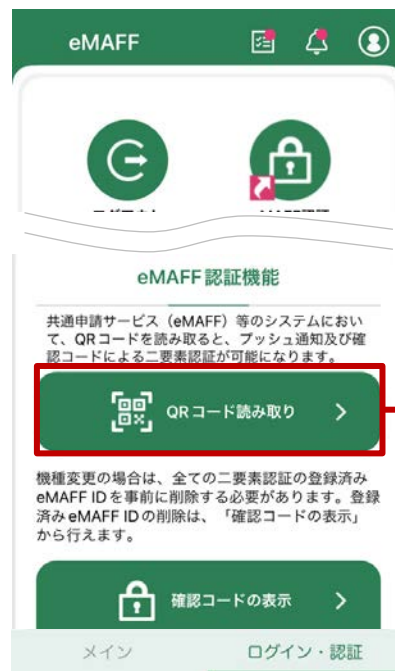 eMAFF
eMAFF認証機能
共通申請サービス（eMAFF）等のシステムにおい
て、QRコードを読み取ると、プッシュ通知及び確
認コードによる二要素認証が可能になります。
QRコード読み取り
機種変更の場合は、全ての二要素認証の登録済み
eMAFF IDを事前に削除する必要があります。登録
済みeMAFF IDの削除は、「確認コードの表示」
から行えます。
確認コードの表示
メイン ログイン・認証